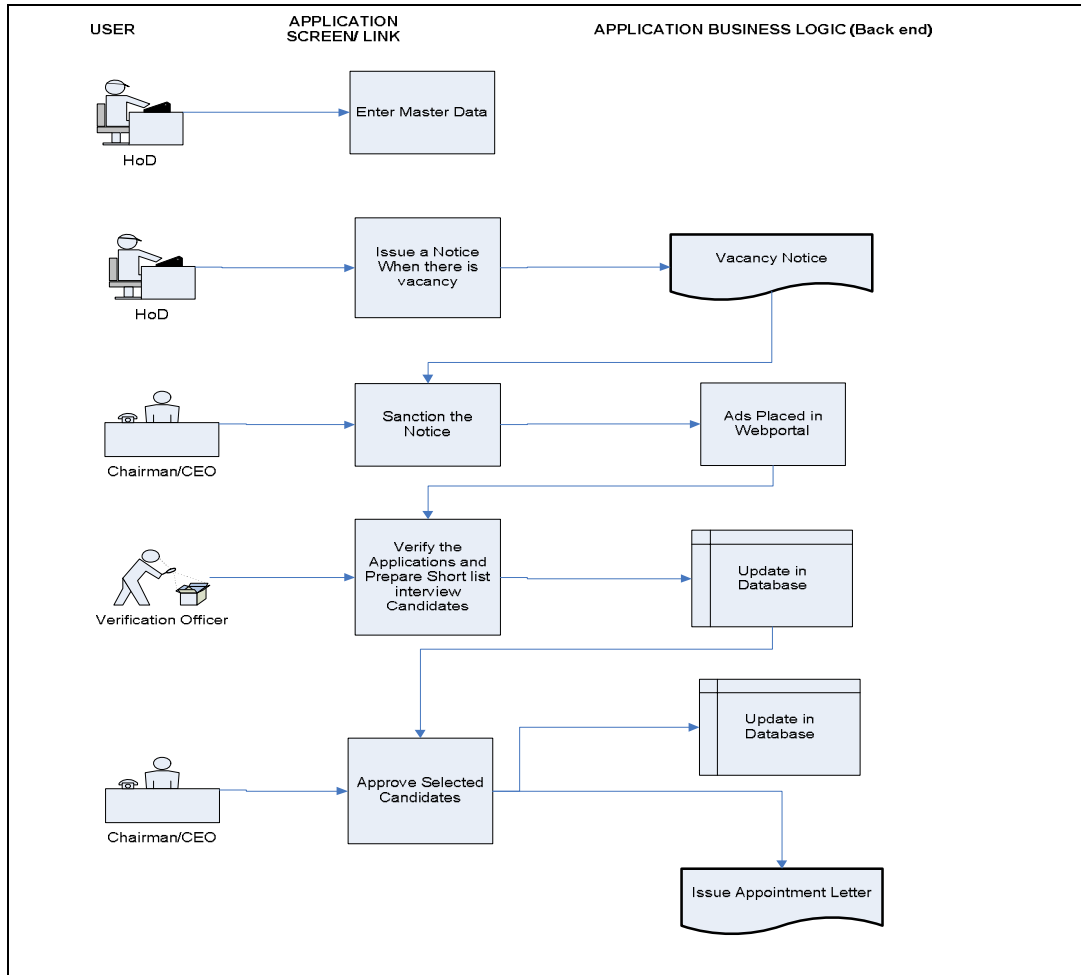 USER
APPLICATION
SCREEN/ LINK
APPLICATION BUSINESS LOGIC (Back end)
Enter Master Data
HoD
Issue a Notice
When there is
vacancy
Vacancy Notice
HoD
Sanction the
Notice
Ads Placed in
Webportal
Chairman/CEO
Verify the
Applications and
Prepare Short list
interview
Candidates
Update in
Database
Verification Officer
Update in
Database
Approve Selected
Candidates
Chairman/CEO
Issue Appointment Letter